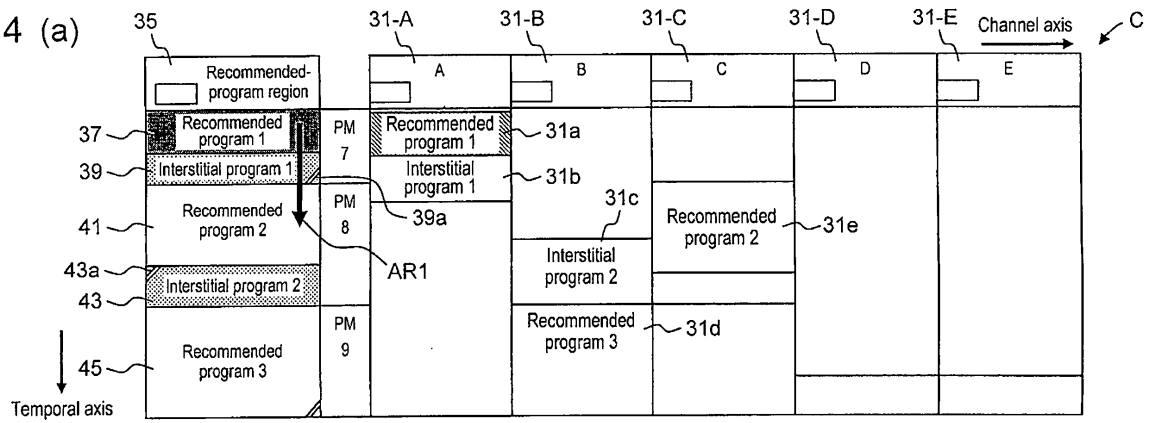 4 (a)
35
31-A
31-B
31-C
31-D
31-E
Channel axis
C
Recommended-
program region
A
B
C
D
E
37
Recommended
program 1
PM
7
Recommended
program 1
31a
39
Interstitial program 1
Interstitial
program 1
31b
39a
31c
41
Recommended
program 2
PM
8
Recommended
program 2
31e
43a
AR1
Interstitial
program 2
43
Interstitial program 2
45
Recommended
program 3
PM
9
Recommended
program 3
31d
Temporal axis